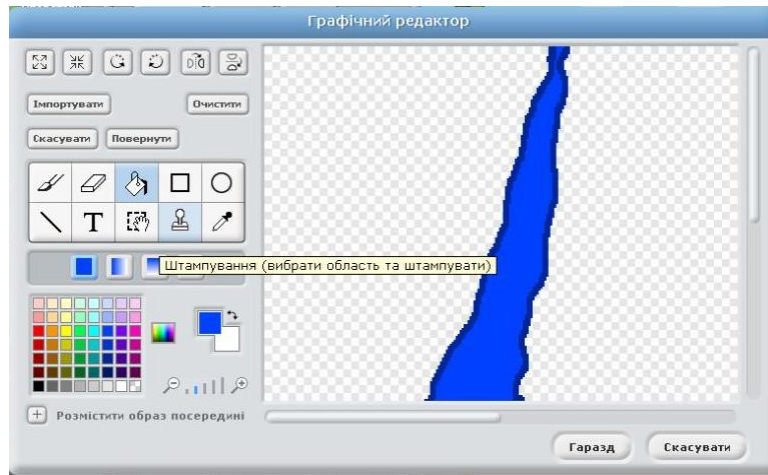 Графічний редактор
Імпортувати
Очистити
Скасувати
Повернути
T
Штампування (вибрати область та штампувати)
Розмістити образ посередині
Гаразд
Скасувати